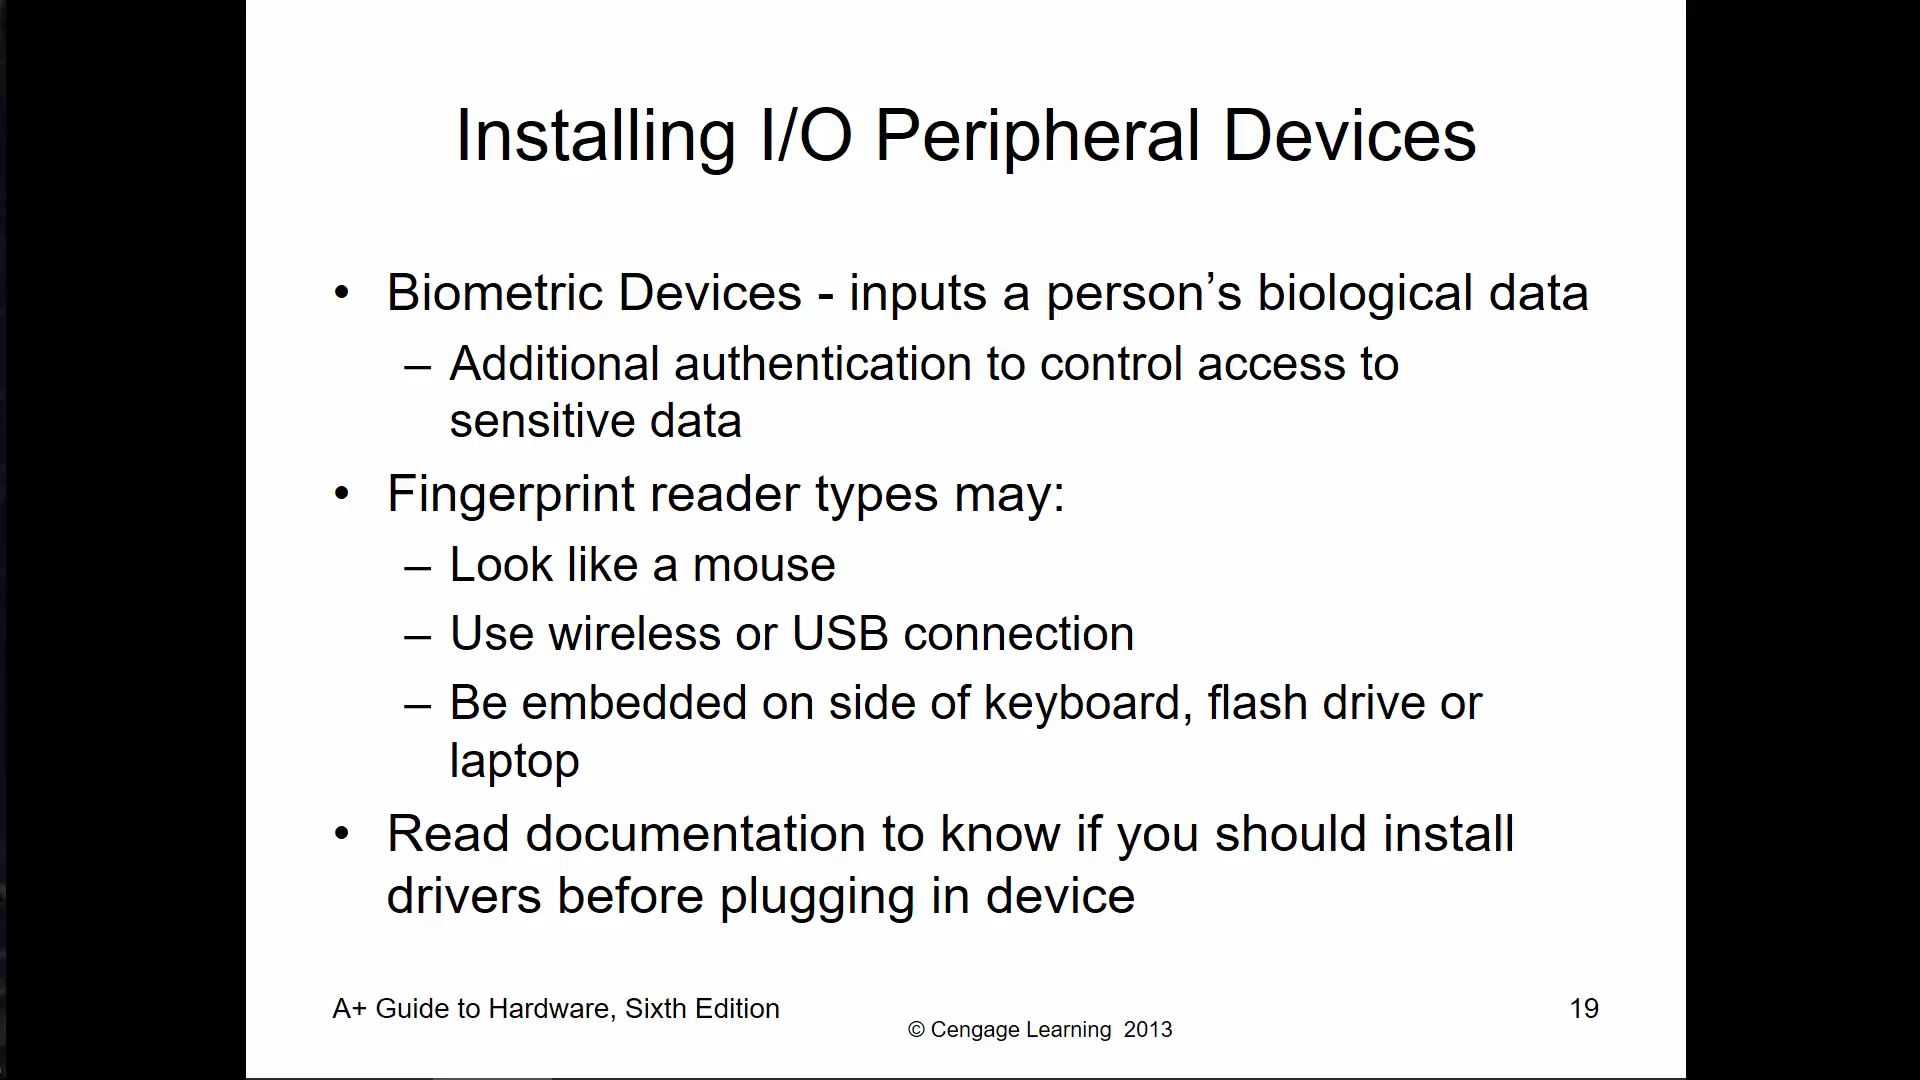 Installing I/O Peripheral Devices
• Biometric Devices - inputs a person’s biological data
– Additional authentication to control access to
sensitive data
• Fingerprint reader types may:
– Look like a mouse
– Use wireless or USB connection
– Be embedded on side of keyboard, flash drive or
laptop
• Read documentation to know if you should install
drivers before plugging in device
A+ Guide to Hardware, Sixth Edition
© Cengage Learning 2013
19